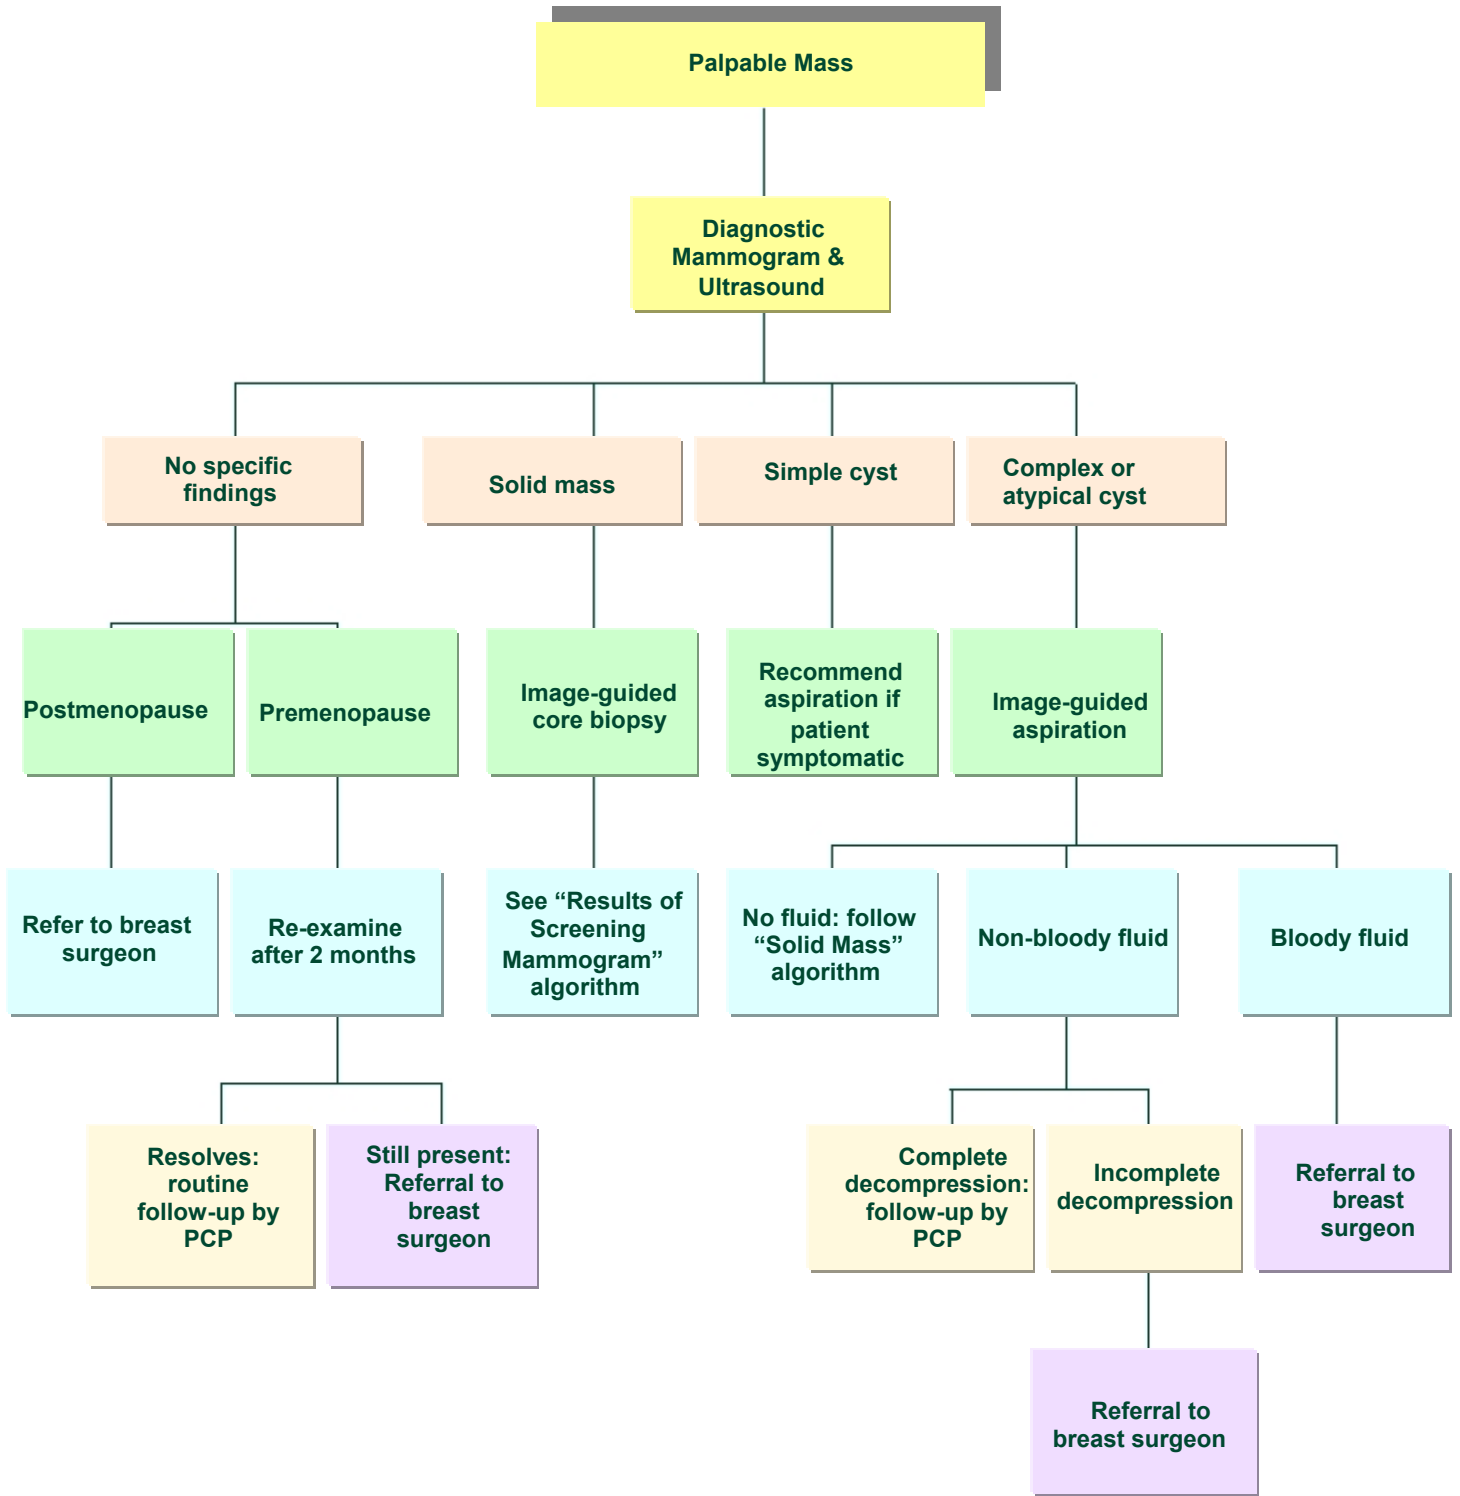 Palpable Mass
Diagnostic
Mammogram &
Ultrasound
No specific
findings
Solid mass
Simple cyst
Complex or
atypical cyst
Postmenopause
Premenopause
Image-guided
core biopsy
Recommend
aspiration if
patient
symptomatic
Image-guided
aspiration
Refer to breast
surgeon
Re-examine
after 2 months
See “Results of
Screening
Mammogram”
algorithm
No fluid: follow
“Solid Mass”
algorithm
Non-bloody fluid
Bloody fluid
Resolves:
routine
follow-up by
PCP
Still present:
Referral to
breast
surgeon
Complete
decompression:
follow-up by
PCP
Incomplete
decompression
Referral to
breast
surgeon
Referral to
breast surgeon